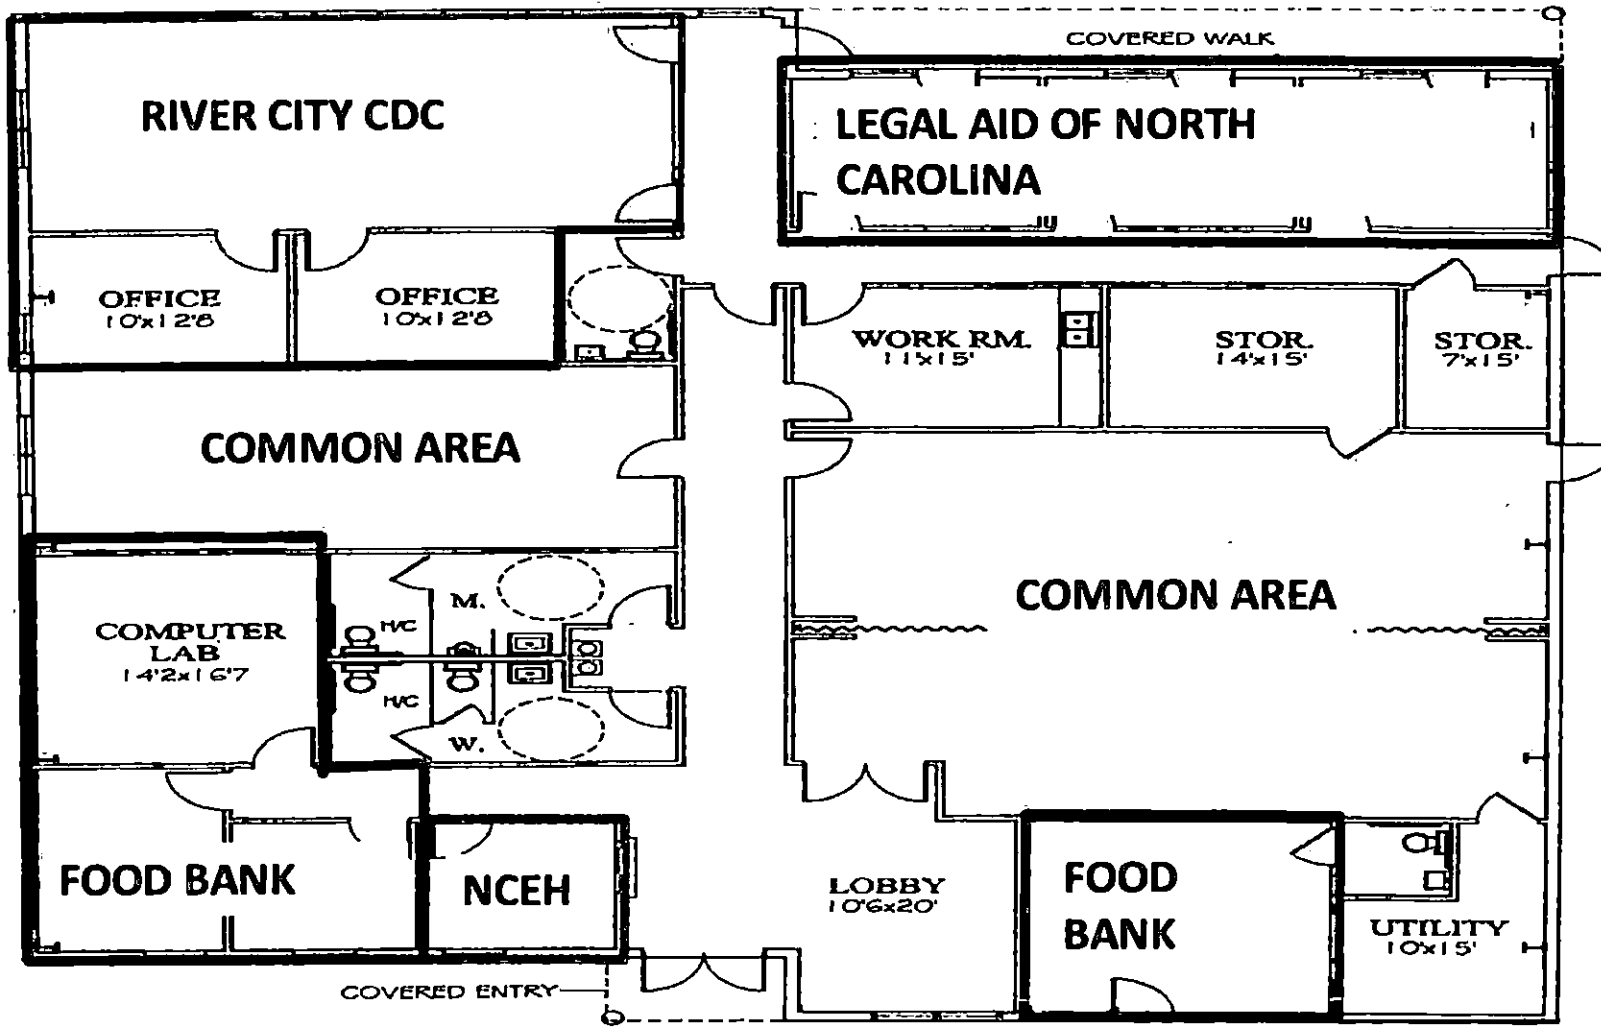 COVERED WALK
RIVER CITY CDC
LEGAL AID OF NORTH
CAROLINA
OFFICE
10'x12'8
OFFICE
10'x12'8
WORK RM.
11'x15'
STOR.
14'x15'
STOR.
7'x15'
COMMON AREA
COMMON AREA
COMPUTER
LAB
14'2x16'7
M.
H/C
H/C
W.
FOOD BANK
NCEH
LOBBY
10'6x20'
FOOD
BANK
UTILITY
10x15'
COVERED ENTRY